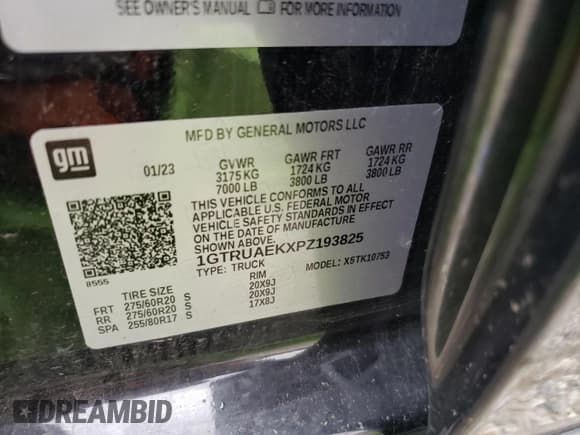 SEE OWNER'S MANUAL FOR MORE INFORMATION
gm
MFD BY GENERAL MOTORS LLC
01/23
GVWR GAWR FRT GAWR RR
3175 KG 1724 KG 1724 KG
7000 LB 3800 LB 3800 LB
THIS VEHICLE CONFORMS TO ALL
APPLICABLE U.S. FEDERAL MOTOR
VEHICLE SAFETY STANDARDS IN EFFECT
ON THE DATE OF MANUFACTURE
SHOWN ABOVE.
1GTRUAEKXPZ193825
TYPE: TRUCK MODEL: X5TK10753
8555
TIRE SIZE RIM
FRT 275/60R20 S 20X9J
RR 275/60R20 S 20X9J
SPA 255/80R17 S 17X8J
DREAMBID